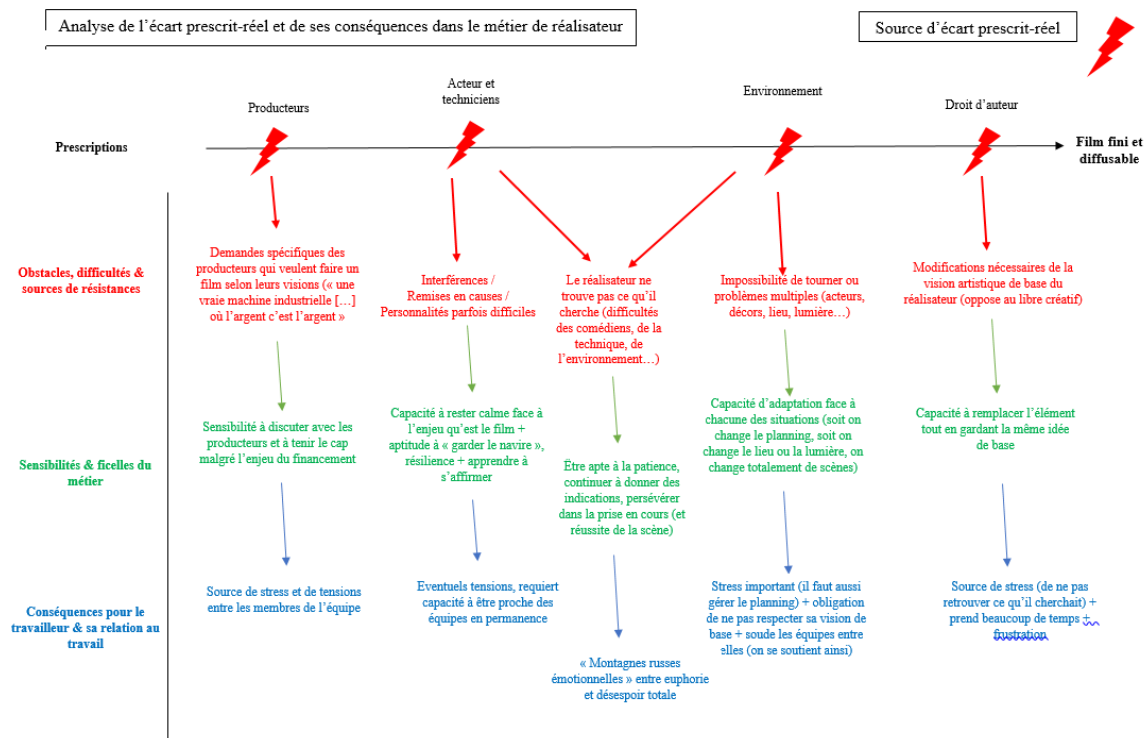 Analyse de l'écart prescrit-réel et de ses conséquences dans le métier de réalisateur
Source d'écart prescrit-réel
Producteurs
Acteur et
techniciens
Environnement
Droit d'auteur
Prescriptions
Film fini et
diffusable
Obstacles, difficultés &
sources de résistances
Demandes spécifiques des
producteurs qui veulent faire un
film selon leurs visions (« une
vraie machine industrielle […]
où l'argent c'est l'argent »
Interférences /
Remises en causes /
Personnalités parfois difficiles
Le réalisateur ne
trouve pas ce qu'il
cherche (difficultés
des comédiens, de la
technique, de
l'environnement…)
Impossibilité de tourner ou
problèmes multiples (acteurs,
décors, lieu, lumière…)
Modifications nécessaires de la
vision artistique de base du
réalisateur (oppose au libre créatif)
Sensibilités & ficelles du
métier
Sensibilité à discuter avec les
producteurs et à tenir le cap
malgré l'enjeu du financement
Capacité à rester calme face à
l'enjeu qu'est le film +
aptitude à « garder le navire »,
résilience + apprendre à
s'affirmer
Être apte à la patience,
continuer à donner des
indications, persévérer
dans la prise en cours (et
réussite de la scène)
Capacité d'adaptation face à
chacune des situations (soit on
change le planning, soit on
change le lieu ou la lumière, on
change totalement de scènes)
Capacité à remplacer l'élément
tout en gardant la même idée
de base
Conséquences pour le
travailleur & sa relation au
travail
Source de stress et de tensions
entre les membres de l'équipe
Eventuels tensions, requiert
capacité à être proche des
équipes en permanence
« Montagnes russes
émotionnelles » entre euphorie
et désespoir totale
Stress important (il faut aussi
gérer le planning) + obligation
de ne pas respecter sa vision de
base + soude les équipes entre
elles (on se soutient ainsi)
Source de stress (de ne pas
retrouver ce qu'il cherchait) +
prend beaucoup de temps +
frustration